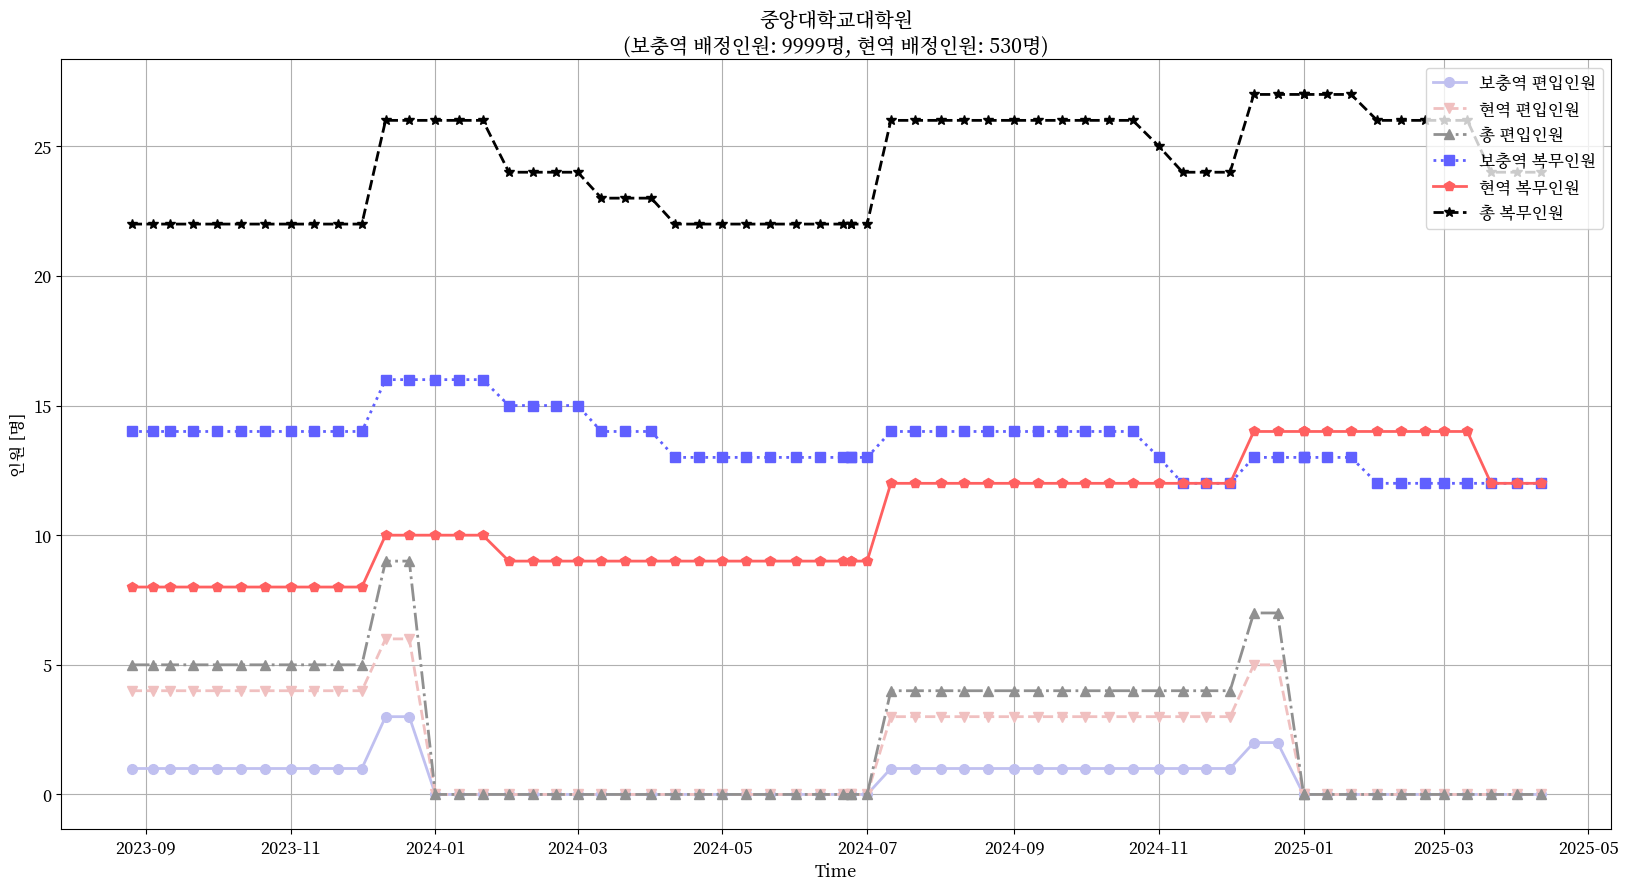 중앙대학교대학원
(보충역 배정인원: 9999명, 현역 배정인원: 530명)
보충역 편입인원
현역 편입인원
총 편입인원
보충역 복무인원
현역 복무인원
총 복무인원
인원 [명]
25
20
15
10
5
0
2023-09
2023-11
2024-01
2024-03
2024-05
2024-07
2024-09
2024-11
2025-01
2025-03
2025-05
Time